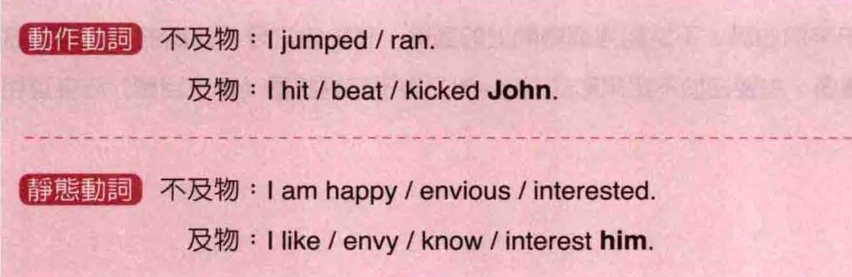 動作動詞 不及物：I jumped / ran.
及物：I hit / beat / kicked John.
靜態動詞 不及物：I am happy / envious / interested.
及物：I like / envy / know / interest him.